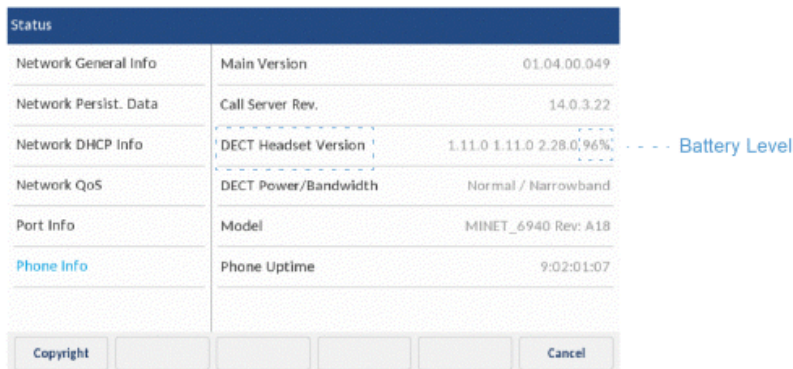 Status
Network General Info
Network Persist. Data
Network DHCP Info
Network QoS
Port Info
Phone Info
Main Version 01.04.00.049
Call Server Rev. 14.0.3.22
DECT Headset Version 1.11.0 1.11.0 2.28.0 96%
DECT Power/Bandwidth Normal / Narrowband
Model MINET_6940 Rev: A18
Phone Uptime 9:02:01:07
Battery Level
Copyright
Cancel